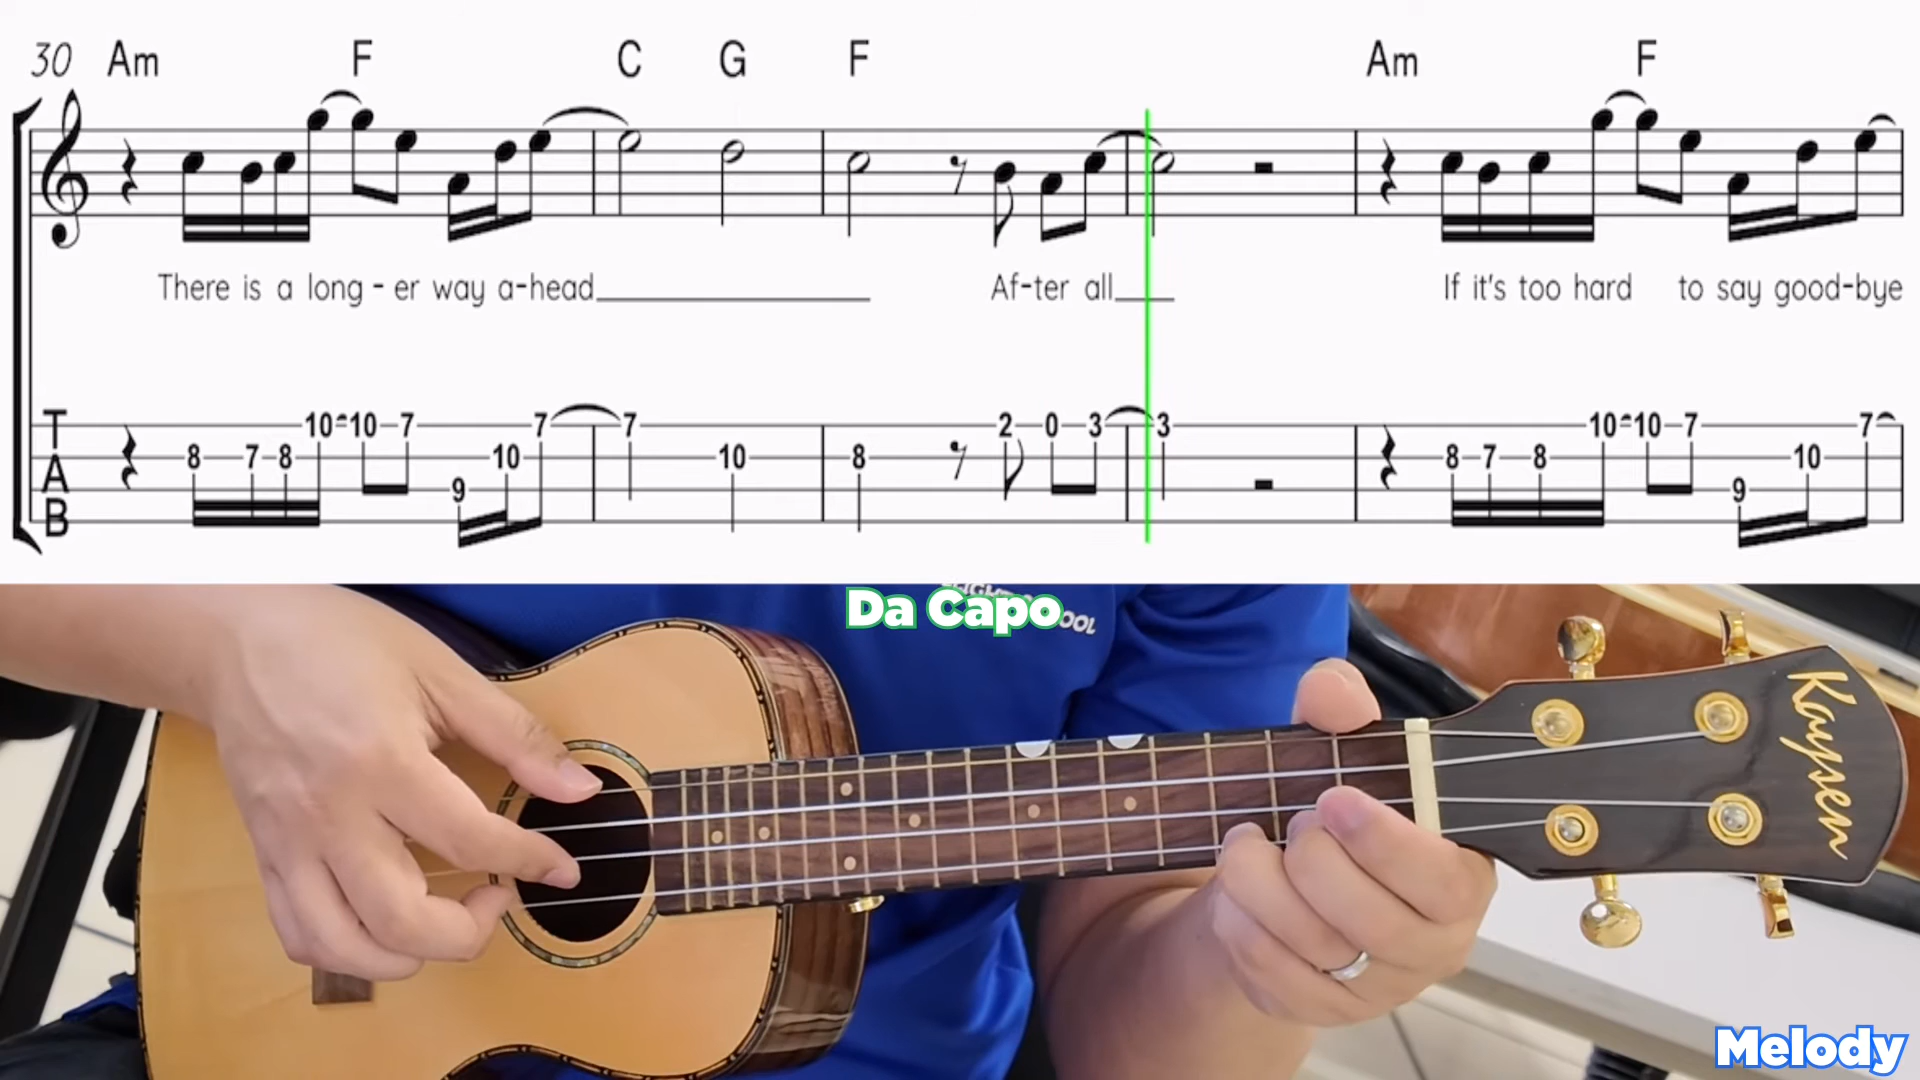 30 Am F C G F Am F
There is a long-er way a-head Af-ter all If it's too hard to say good-bye
10 10 7 7 7 2 0 3 3 10 10 7 7
8 7 8 10 10 8 8 7 8 10
9 9
T
A
B
Da Capo
OOL
Kaysen
Melody